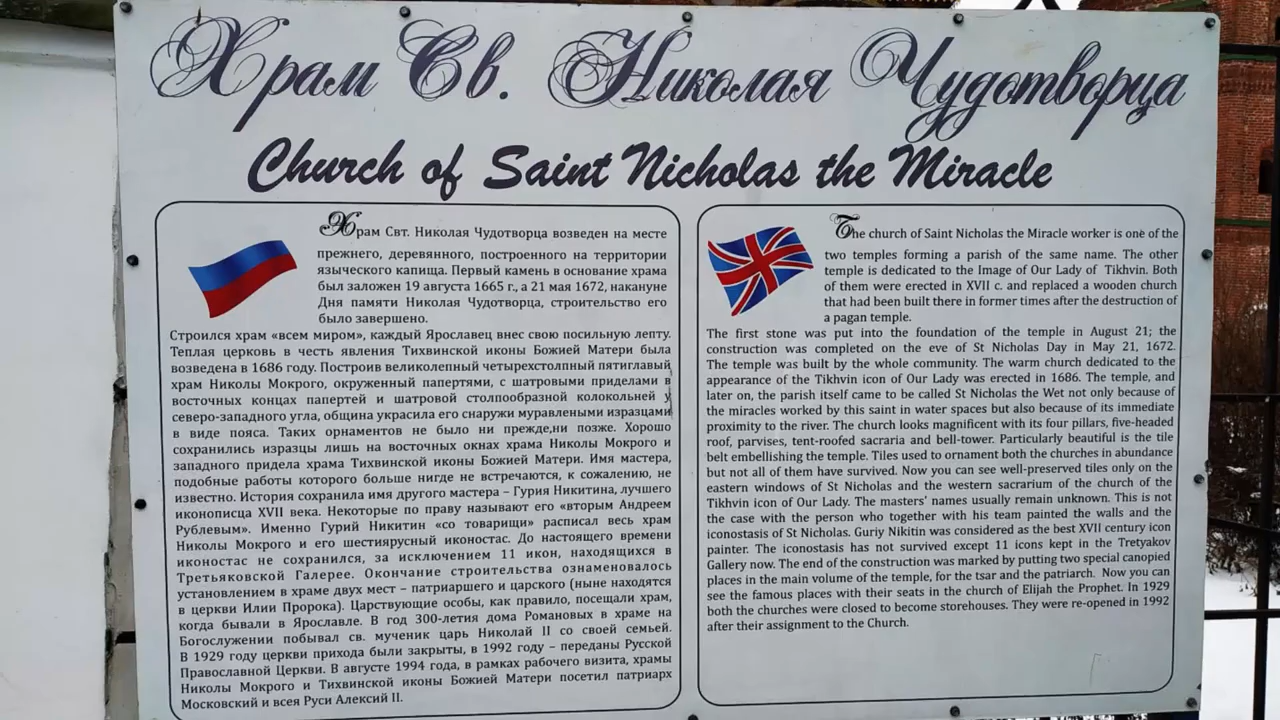 Храм Св. Николая Чудотворца
Church of Saint Nicholas the Miracle
Храм Свт. Николая Чудотворца возведен на месте
прежнего, деревянного, построенного на территории
языческого капища. Первый камень в основание храма
был заложен 19 августа 1665 г., а 21 мая 1672, накануне
Дня памяти Николая Чудотворца, строительство его
было завершено.
Строился храм «всем миром», каждый Ярославец внес свою посильную лепту.
Теплая церковь в честь явления Тихвинской иконы Божией Матери была
возведена в 1686 году. Построив великолепный четырехстолпный пятиглавый
храм Николы Мокрого, окруженный папертями, с шатровыми приделами в
восточных концах папертей и шатровой столпообразной колокольней у
северо-западного угла, община украсила его снаружи муравлеными изразцами
в виде пояса. Таких орнаментов не было ни прежде,ни позже. Хорошо
сохранились изразцы лишь на восточных окнах храма Николы Мокрого и
западного придела храма Тихвинской иконы Божией Матери. Имя мастера,
подобные работы которого больше нигде не встречаются, к сожалению, не
известно. История сохранила имя другого мастера – Гурия Никитина, лучшего
иконописца XVII века. Некоторые по праву называют его «вторым Андреем
Рублевым». Именно Гурий Никитин «со товарищи» расписал весь храм
Николы Мокрого и его шестиярусный иконостас. До настоящего времени
иконостас не сохранился, за исключением 11 икон, находящихся в
Третьяковской Галерее. Окончание строительства ознаменовалось
установлением в храме двух мест – патриаршего и царского (ныне находятся
в церкви Илии Пророка). Царствующие особы, как правило, посещали храм,
когда бывали в Ярославле. В год 300-летия дома Романовых в храме на
Богослужении побывал св. мученик царь Николай II со своей семьей.
В 1929 году церкви прихода были закрыты, в 1992 году – переданы Русской
Православной Церкви. В августе 1994 года, в рамках рабочего визита, храмы
Николы Мокрого и Тихвинской иконы Божией Матери посетил патриарх
Московский и всея Руси Алексий II.
The church of Saint Nicholas the Miracle worker is one of the
two temples forming a parish of the same name. The other
temple is dedicated to the Image of Our Lady of Tikhvin. Both
of them were erected in XVII c. and replaced a wooden church
that had been built there in former times after the destruction of
a pagan temple.
The first stone was put into the foundation of the temple in August 21; the
construction was completed on the eve of St Nicholas Day in May 21, 1672.
The temple was built by the whole community. The warm church dedicated to the
appearance of the Tikhvin icon of Our Lady was erected in 1686. The temple, and
later on, the parish itself came to be called St Nicholas the Wet not only because of
the miracles worked by this saint in water spaces but also because of its immediate
proximity to the river. The church looks magnificent with its four pillars, five-headed
roof, parvises, tent-roofed sacraria and bell-tower. Particularly beautiful is the tile
belt embellishing the temple. Tiles used to ornament both the churches in abundance
but not all of them have survived. Now you can see well-preserved tiles only on the
eastern windows of St Nicholas and the western sacrarium of the church of the
Tikhvin icon of Our Lady. The masters' names usually remain unknown. This is not
the case with the person who together with his team painted the walls and the
iconostasis of St Nicholas. Guriy Nikitin was considered as the best XVII century icon
painter. The iconostasis has not survived except 11 icons kept in the Tretyakov
Gallery now. The end of the construction was marked by putting two special canopied
places in the main volume of the temple, for the tsar and the patriarch. Now you can
see the famous places with their seats in the church of Elijah the Prophet. In 1929
both the churches were closed to become storehouses. They were re-opened in 1992
after their assignment to the Church.